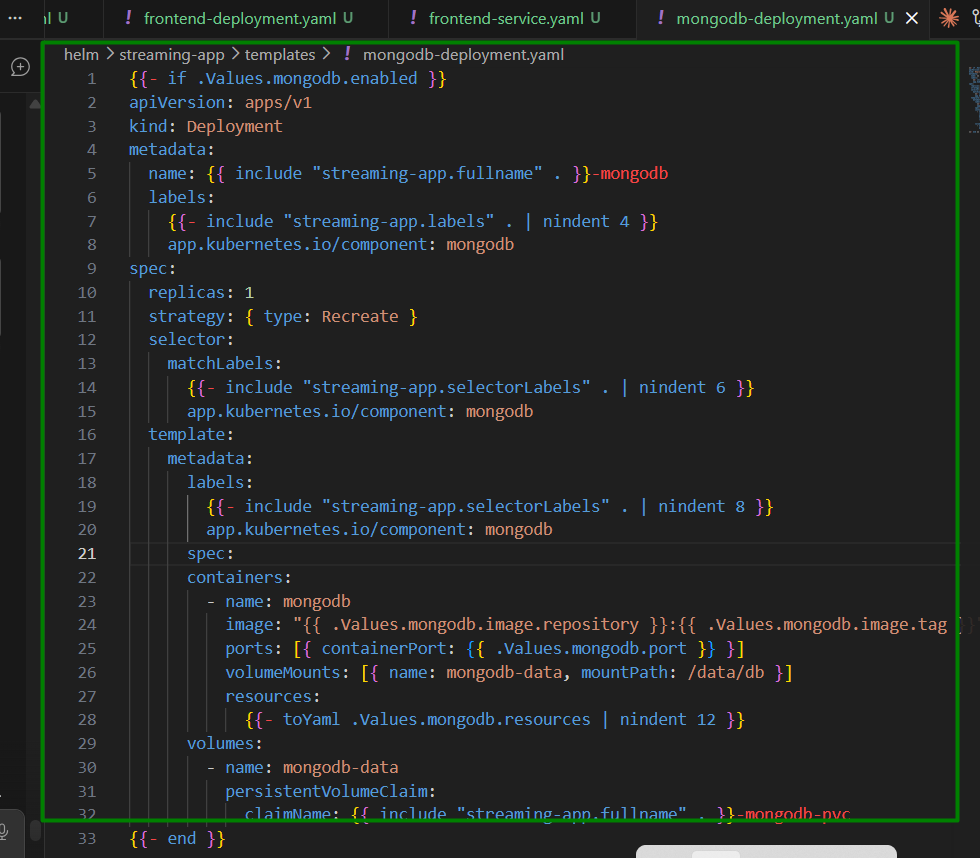 ··· l U ! frontend-deployment.yaml U ! frontend-service.yaml U ! mongodb-deployment.yaml U
helm > streaming-app > templates > ! mongodb-deployment.yaml
1 {{- if .Values.mongodb.enabled }}
2 apiVersion: apps/v1
3 kind: Deployment
4 metadata:
5   name: {{ include "streaming-app.fullname" . }}-mongodb
6   labels:
7     {{- include "streaming-app.labels" . | nindent 4 }}
8     app.kubernetes.io/component: mongodb
9 spec:
10   replicas: 1
11   strategy: { type: Recreate }
12   selector:
13     matchLabels:
14       {{- include "streaming-app.selectorLabels" . | nindent 6 }}
15       app.kubernetes.io/component: mongodb
16   template:
17     metadata:
18       labels:
19         {{- include "streaming-app.selectorLabels" . | nindent 8 }}
20         app.kubernetes.io/component: mongodb
21       spec:
22       containers:
23         - name: mongodb
24           image: "{{ .Values.mongodb.image.repository }}:{{ .Values.mongodb.image.tag
25           ports: [{ containerPort: {{ .Values.mongodb.port }} }]
26           volumeMounts: [{ name: mongodb-data, mountPath: /data/db }]
27           resources:
28             {{- toYaml .Values.mongodb.resources | nindent 12 }}
29       volumes:
30         - name: mongodb-data
31           persistentVolumeClaim:
32             claimName: {{ include "streaming-app.fullname" . }}-mongodb-pvc
33 {{- end }}